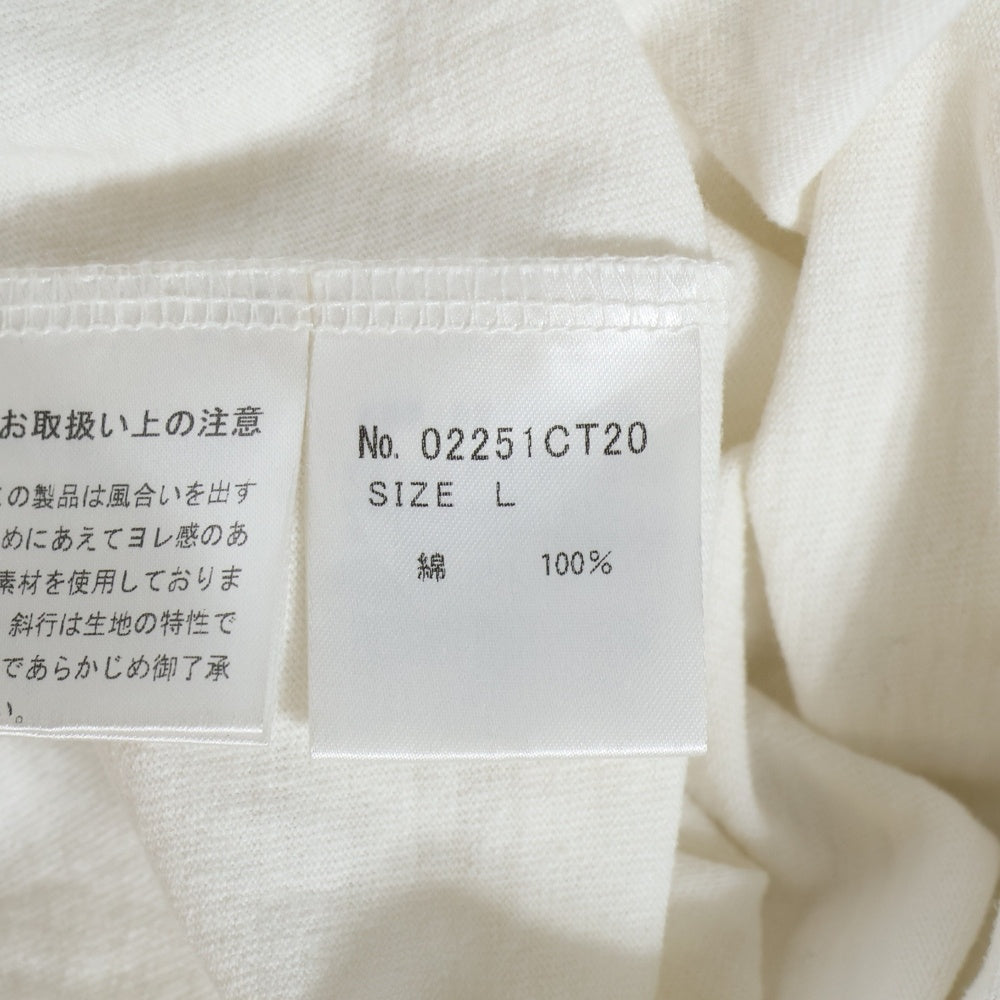 お取扱い上の注意
の製品は風合いを出す
めにあえてヨレ感のあ
素材を使用しておりま
斜行は生地の特性で
であらかじめ御了承
い。
No. 02251CT20
SIZE L
綿 100%